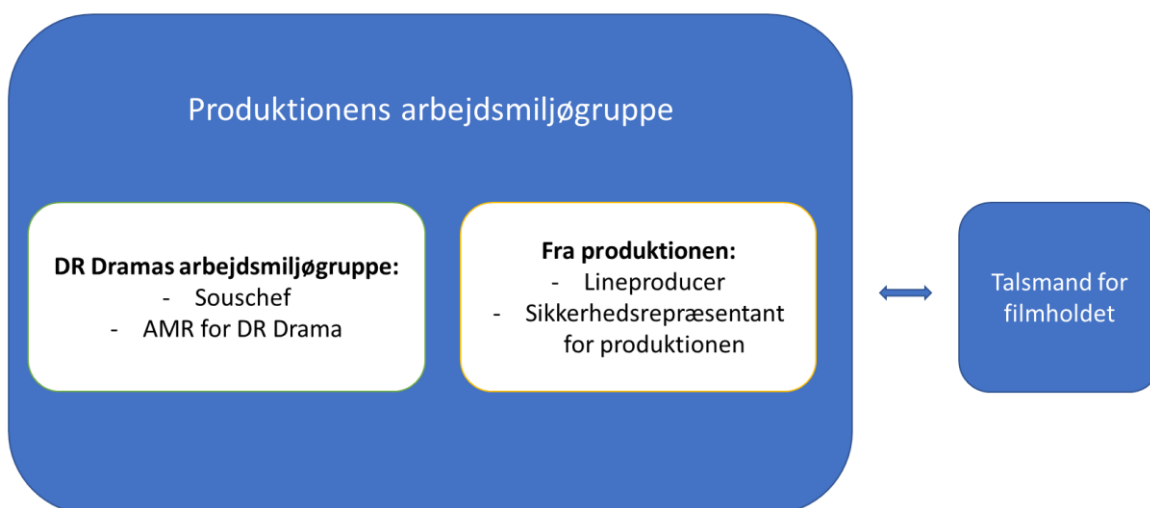 Produktionens arbejdsmiljøgruppe
DR Dramas arbejdsmiljøgruppe:
- Souschef
- AMR for DR Drama
Fra produktionen:
- Lineproducer
- Sikkerhedsrepræsentant
for produktionen
Talsmand for
filmholdet